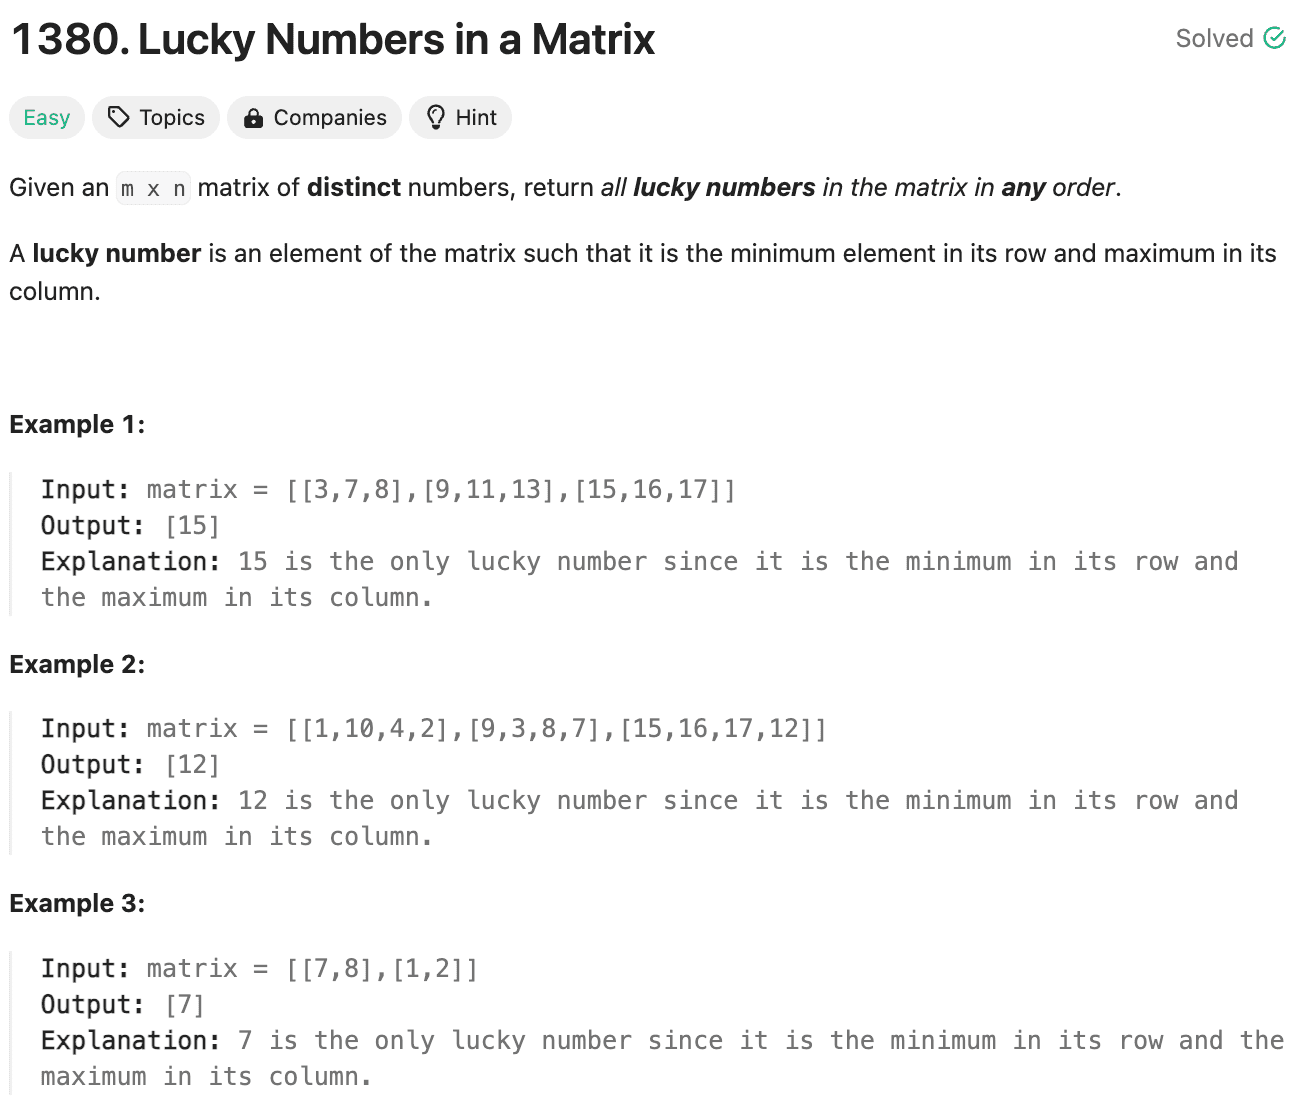 1380. Lucky Numbers in a Matrix
Solved
Easy
Topics
Companies
Hint
Given an m x n matrix of distinct numbers, return all lucky numbers in the matrix in any order.
A lucky number is an element of the matrix such that it is the minimum element in its row and maximum in its
column.
Example 1:
Input: matrix = [[3,7,8],[9,11,13],[15,16,17]]
Output: [15]
Explanation: 15 is the only lucky number since it is the minimum in its row and
the maximum in its column.
Example 2:
Input: matrix = [[1,10,4,2],[9,3,8,7],[15,16,17,12]]
Output: [12]
Explanation: 12 is the only lucky number since it is the minimum in its row and
the maximum in its column.
Example 3:
Input: matrix = [[7,8],[1,2]]
Output: [7]
Explanation: 7 is the only lucky number since it is the minimum in its row and the
maximum in its column.